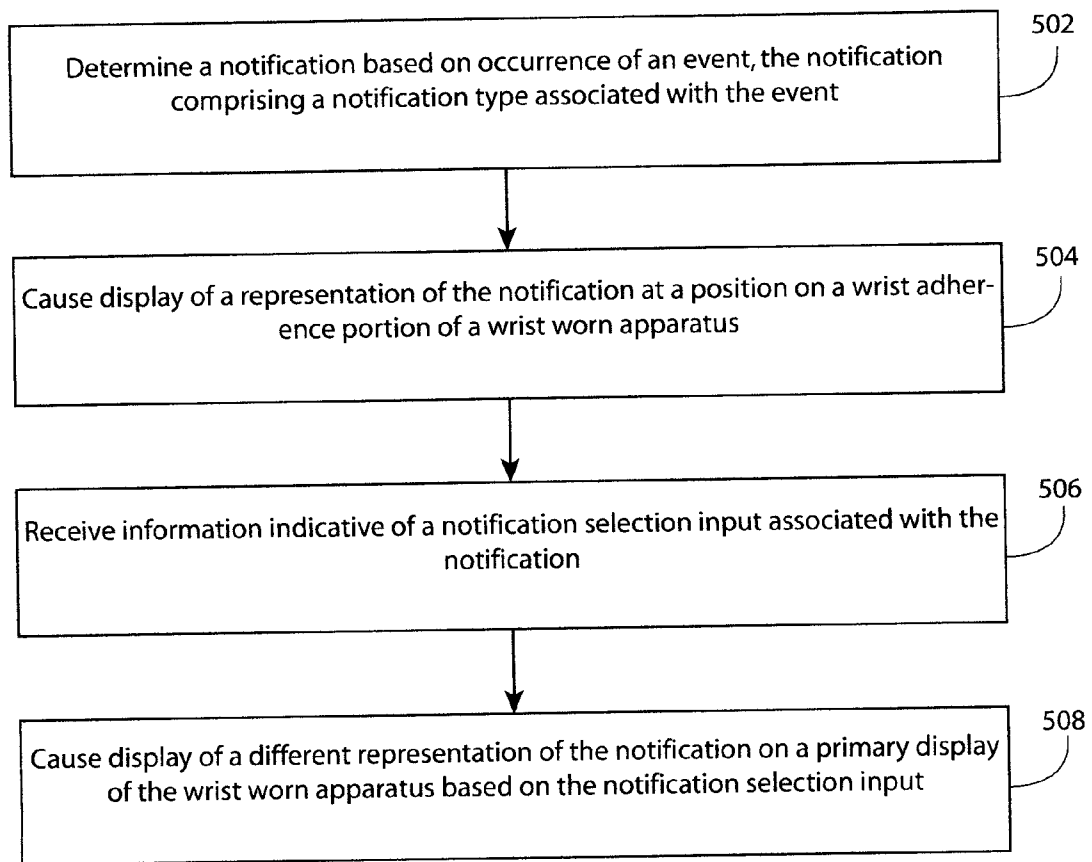 502
Determine a notification based on occurrence of an event, the notification
comprising a notification type associated with the event
504
Cause display of a representation of the notification at a position on a wrist adher-
ence portion of a wrist worn apparatus
506
Receive information indicative of a notification selection input associated with the
notification
508
Cause display of a different representation of the notification on a primary display
of the wrist worn apparatus based on the notification selection input